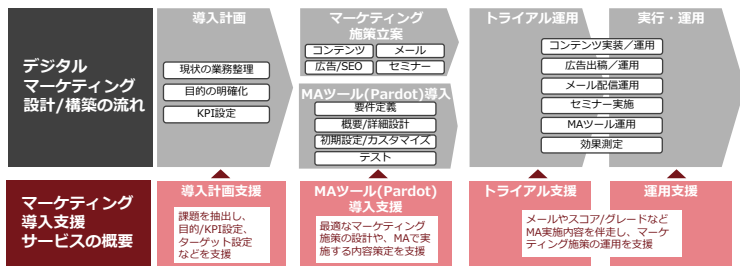 デジタル
マーケティング
設計/構築の流れ
導入計画
現状の業務整理
目的の明確化
KPI設定
マーケティング
施策立案
コンテンツ
メール
広告/SEO
セミナー
MAツール(Pardot)導入
要件定義
概要/詳細設計
初期設定/カスタマイズ
テスト
トライアル運用
実行・運用
コンテンツ実装/運用
広告出稿/運用
メール配信運用
セミナー実施
MAツール運用
効果測定
マーケティング
導入支援
サービスの概要
導入計画支援
課題を抽出し、
目的/KPI設定、
ターゲット設定
などを支援
MAツール(Pardot)
導入支援
最適なマーケティング
施策の設計や、MAで実
施する内容策定を支援
トライアル支援
運用支援
メールやスコア/グレードなど
MA実施内容を伴走し、マーケ
ティング施策の運用を支援